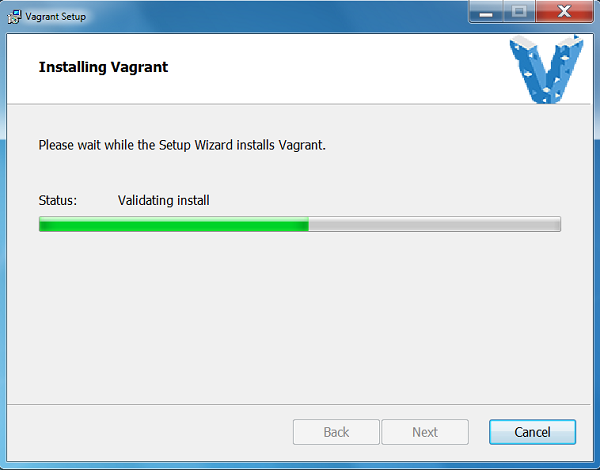 Vagrant Setup
Installing Vagrant
Please wait while the Setup Wizard installs Vagrant.
Status: Validating install
Back Next Cancel